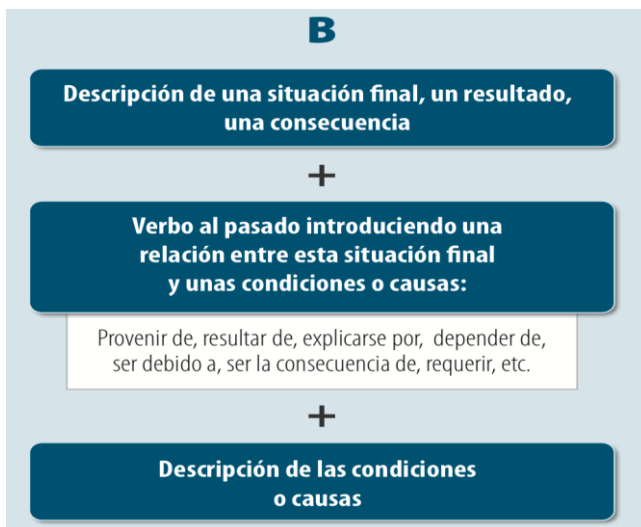 B
Descripción de una situación final, un resultado,
una consecuencia
+
Verbo al pasado introduciendo una
relación entre esta situación final
y unas condiciones o causas:
Provenir de, resultar de, explicarse por, depender de,
ser debido a, ser la consecuencia de, requerir, etc.
+
Descripción de las condiciones
o causas